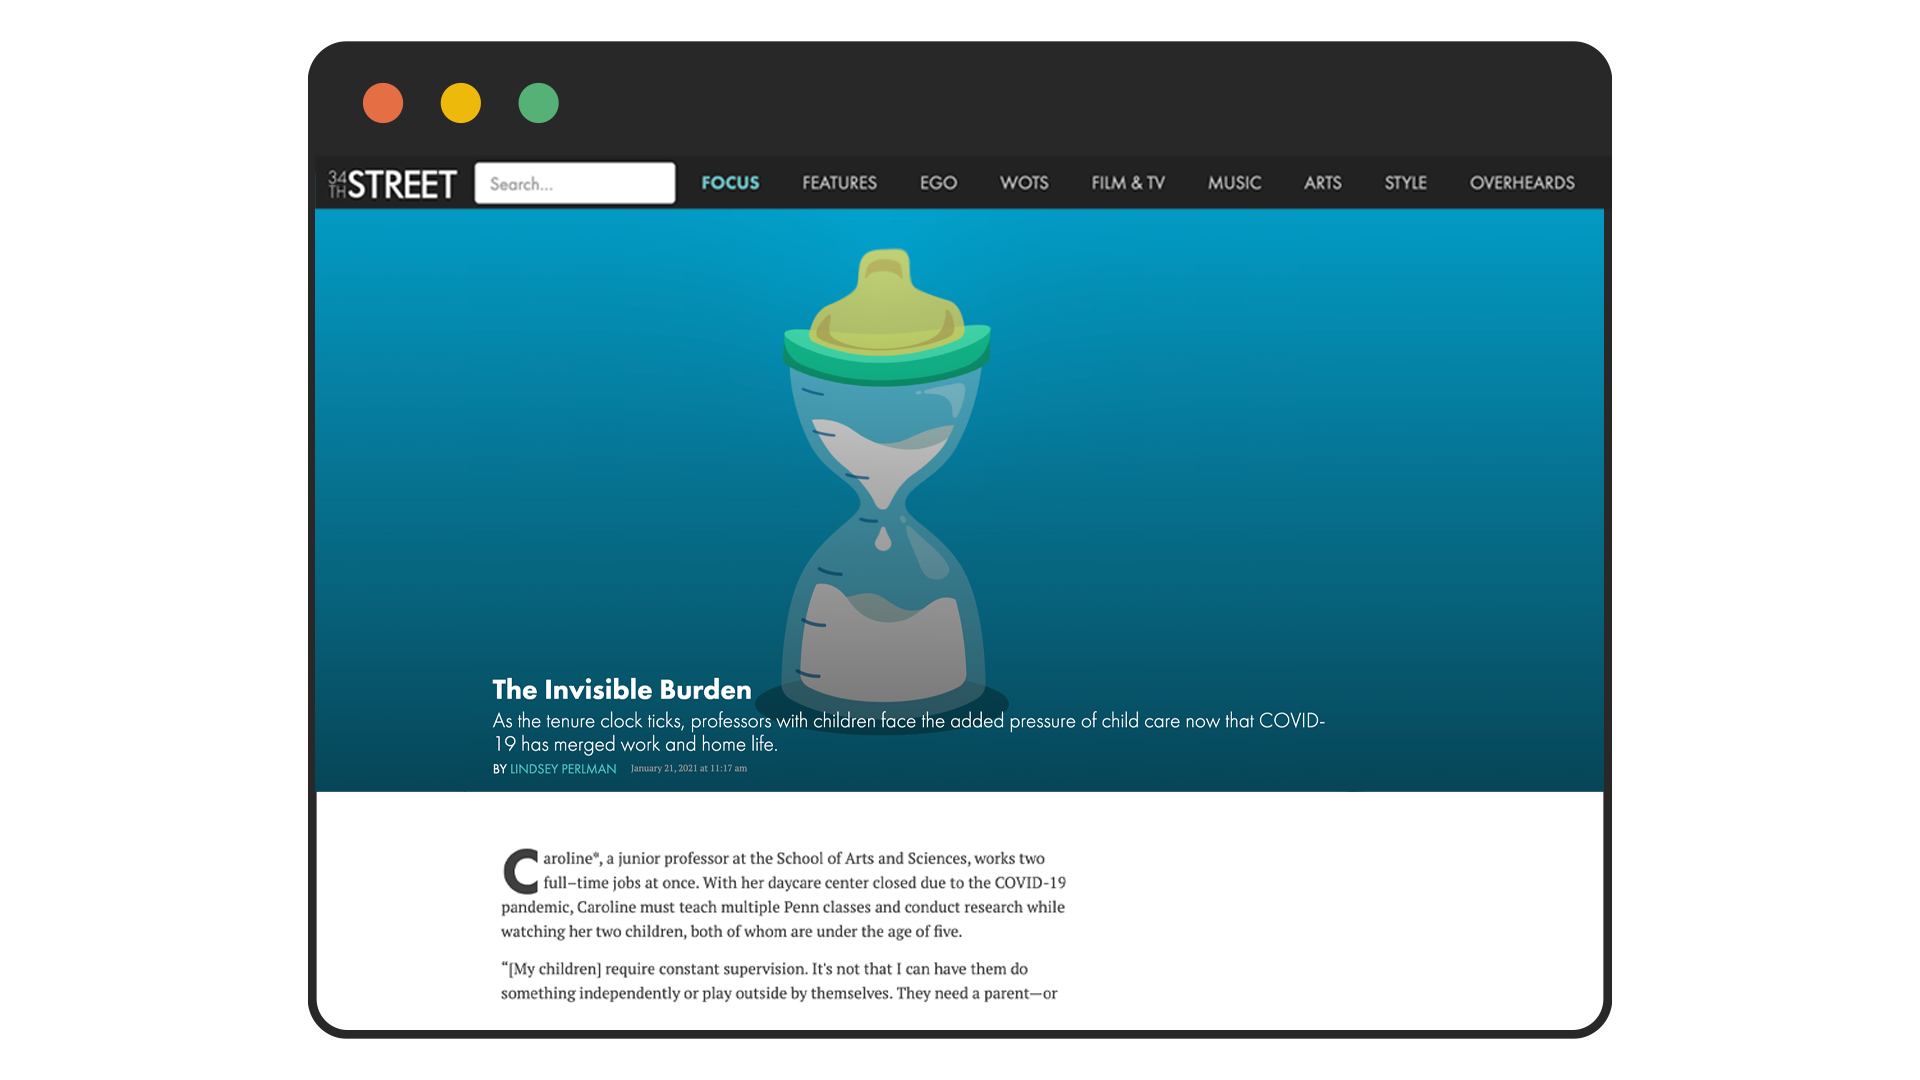 34TH STREET Search... FOCUS FEATURES EGO WOTS FILM & TV MUSIC ARTS STYLE OVERHEARDS
The Invisible Burden
As the tenure clock ticks, professors with children face the added pressure of child care now that COVID-
19 has merged work and home life.
BY LINDSEY PERLMAN January 21, 2021 at 11:17 am
Caroline*, a junior professor at the School of Arts and Sciences, works two
full–time jobs at once. With her daycare center closed due to the COVID-19
pandemic, Caroline must teach multiple Penn classes and conduct research while
watching her two children, both of whom are under the age of five.
“[My children] require constant supervision. It's not that I can have them do
something independently or play outside by themselves. They need a parent—or